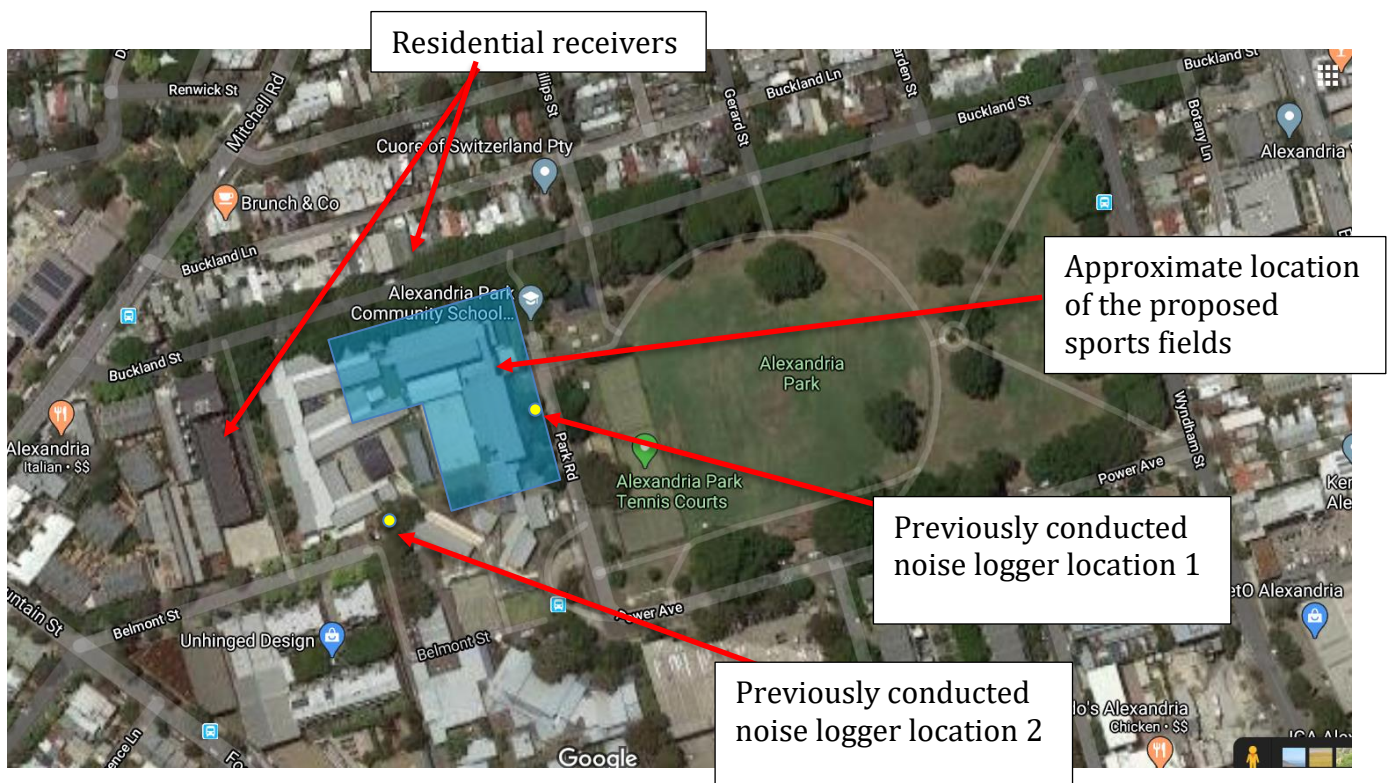 Residential receivers
Renwick St
Mitchell Rd
Buckland Ln
Gerard St
Buckland St
Botany Ln
Alexandria
Cuore of Switzerland Pty
Brunch & Co
Buckland Ln
Approximate location
of the proposed
sports fields
Alexandria Park
Community School...
Alexandria
Park
Buckland St
Wyndham St
Alexandria
Italian • $$
Park Rd
Power Ave
Alexandria Park
Tennis Courts
Previously conducted
noise logger location 1
Belmont St
Power Ave
Unhinged Design
Belmont St
Previously conducted
noise logger location 2
Alexandria
Chicken • $$
Google